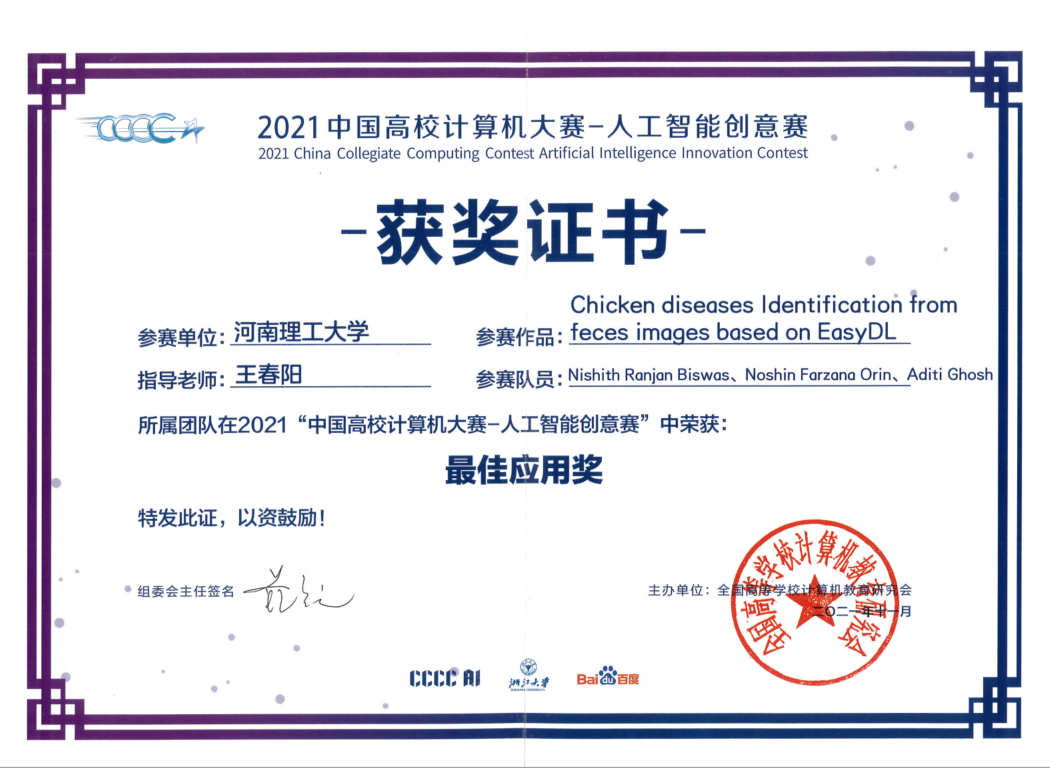 CCCC
2021中国高校计算机大赛-人工智能创意赛
2021 China Collegiate Computing Contest Artificial Intelligence Innovation Contest
-获奖证书-
参赛单位: 河南理工大学
参赛作品: Chicken diseases Identification from
feces images based on EasyDL
指导老师: 王春阳
参赛队员: Nishith Ranjan Biswas、Noshin Farzana Orin、Aditi Ghosh
所属团队在2021“中国高校计算机大赛-人工智能创意赛”中荣获:
最佳应用奖
特发此证，以资鼓励!
组委会主任签名
主办单位: 全国高等学校计算机教育研究会
二〇二一年十一月
全国高等学校计算机教育研究会
CCCC AI
浙江大学
ZHEJIANG UNIVERSITY
Bai du 百度